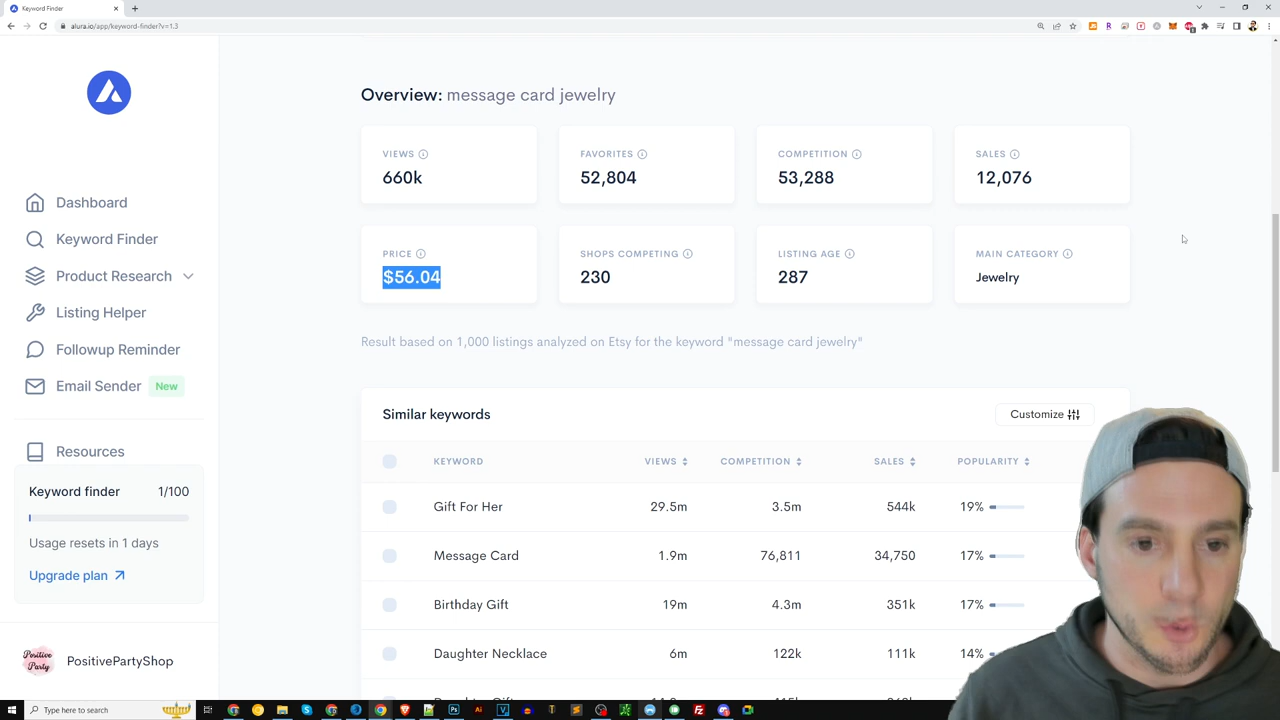 Keyword Finder
alura.io/app/keyword-finder?v=1.3
Dashboard
Keyword Finder
Product Research
Listing Helper
Followup Reminder
Email Sender New
Resources
Keyword finder 1/100
Usage resets in 1 days
Upgrade plan
Positive
Party
PositivePartyShop
Overview: message card jewelry
VIEWS FAVORITES COMPETITION SALES
660k 52,804 53,288 12,076
PRICE SHOPS COMPETING LISTING AGE MAIN CATEGORY
$56.04 230 287 Jewelry
Result based on 1,000 listings analyzed on Etsy for the keyword "message card jewelry"
Similar keywords Customize
KEYWORD VIEWS COMPETITION SALES POPULARITY
Gift For Her 29.5m 3.5m 544k 19%
Message Card 1.9m 76,811 34,750 17%
Birthday Gift 19m 4.3m 351k 17%
Daughter Necklace 6m 122k 111k 14%
Type here to search